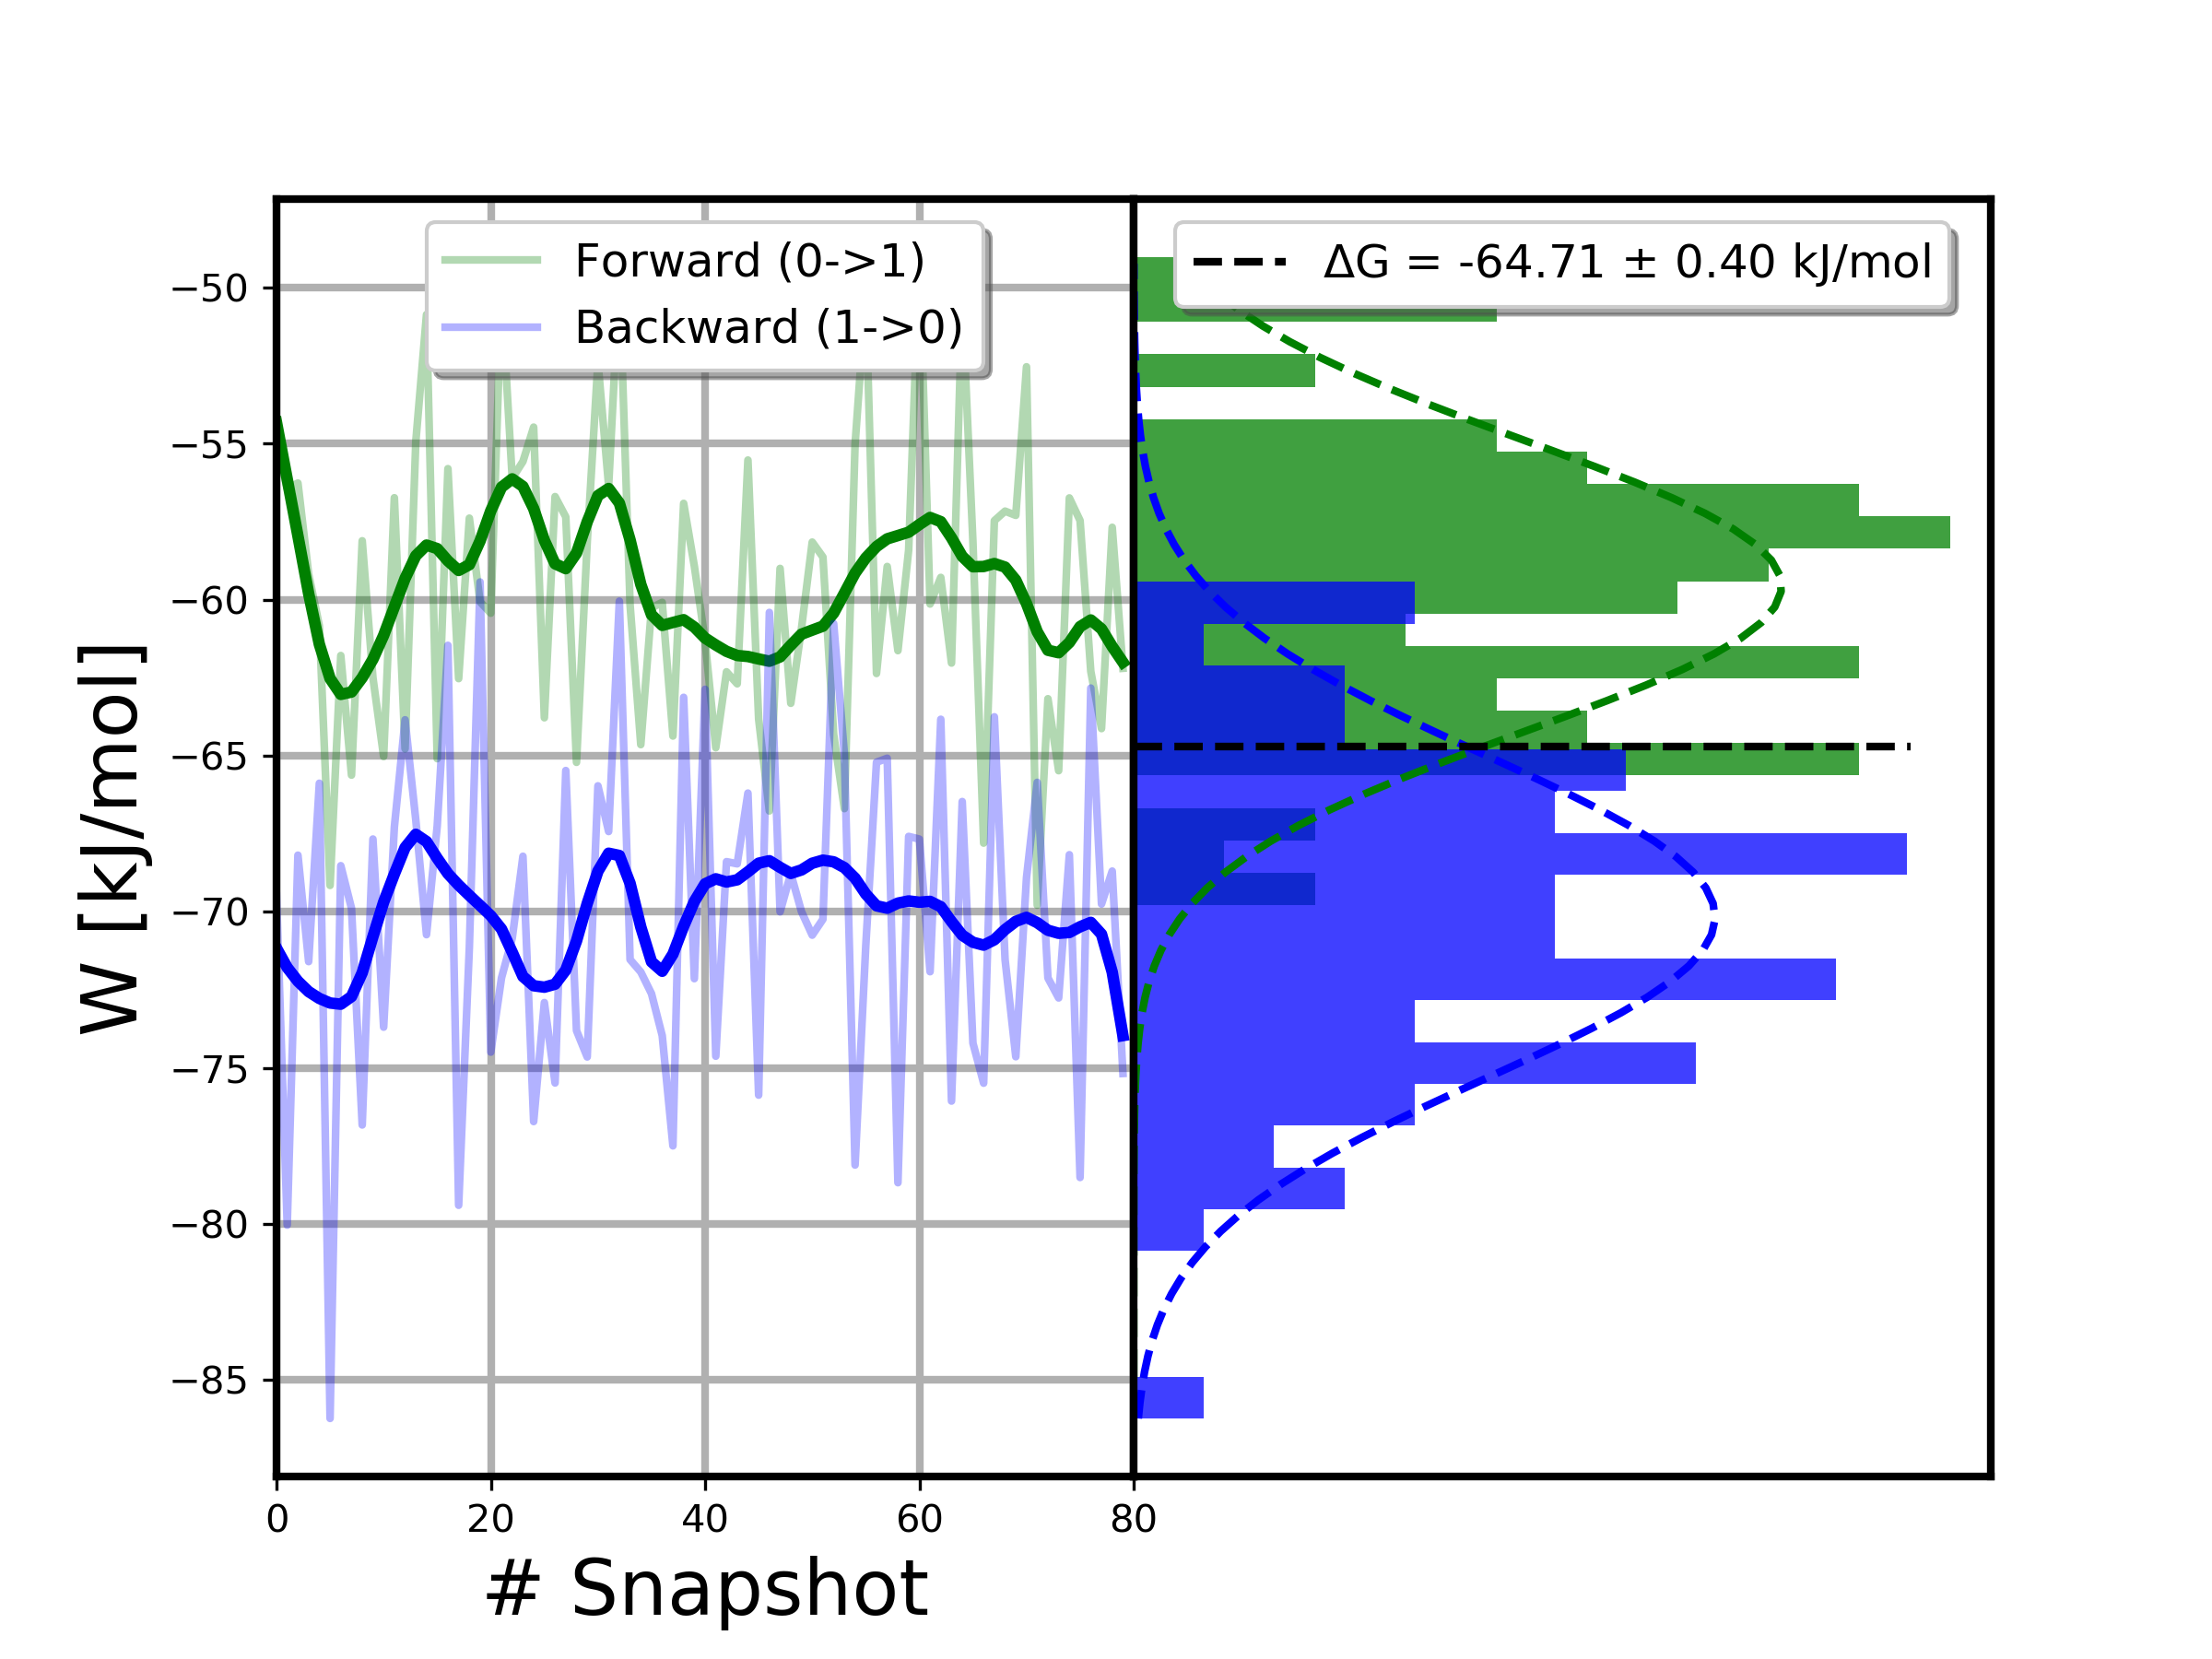 Forward (0->1)
Backward (1->0)
ΔG = -64.71 ± 0.40 kJ/mol
−50
−55
−60
−65
−70
−75
−80
−85
W [kJ/mol]
0 20 40 60 80
# Snapshot